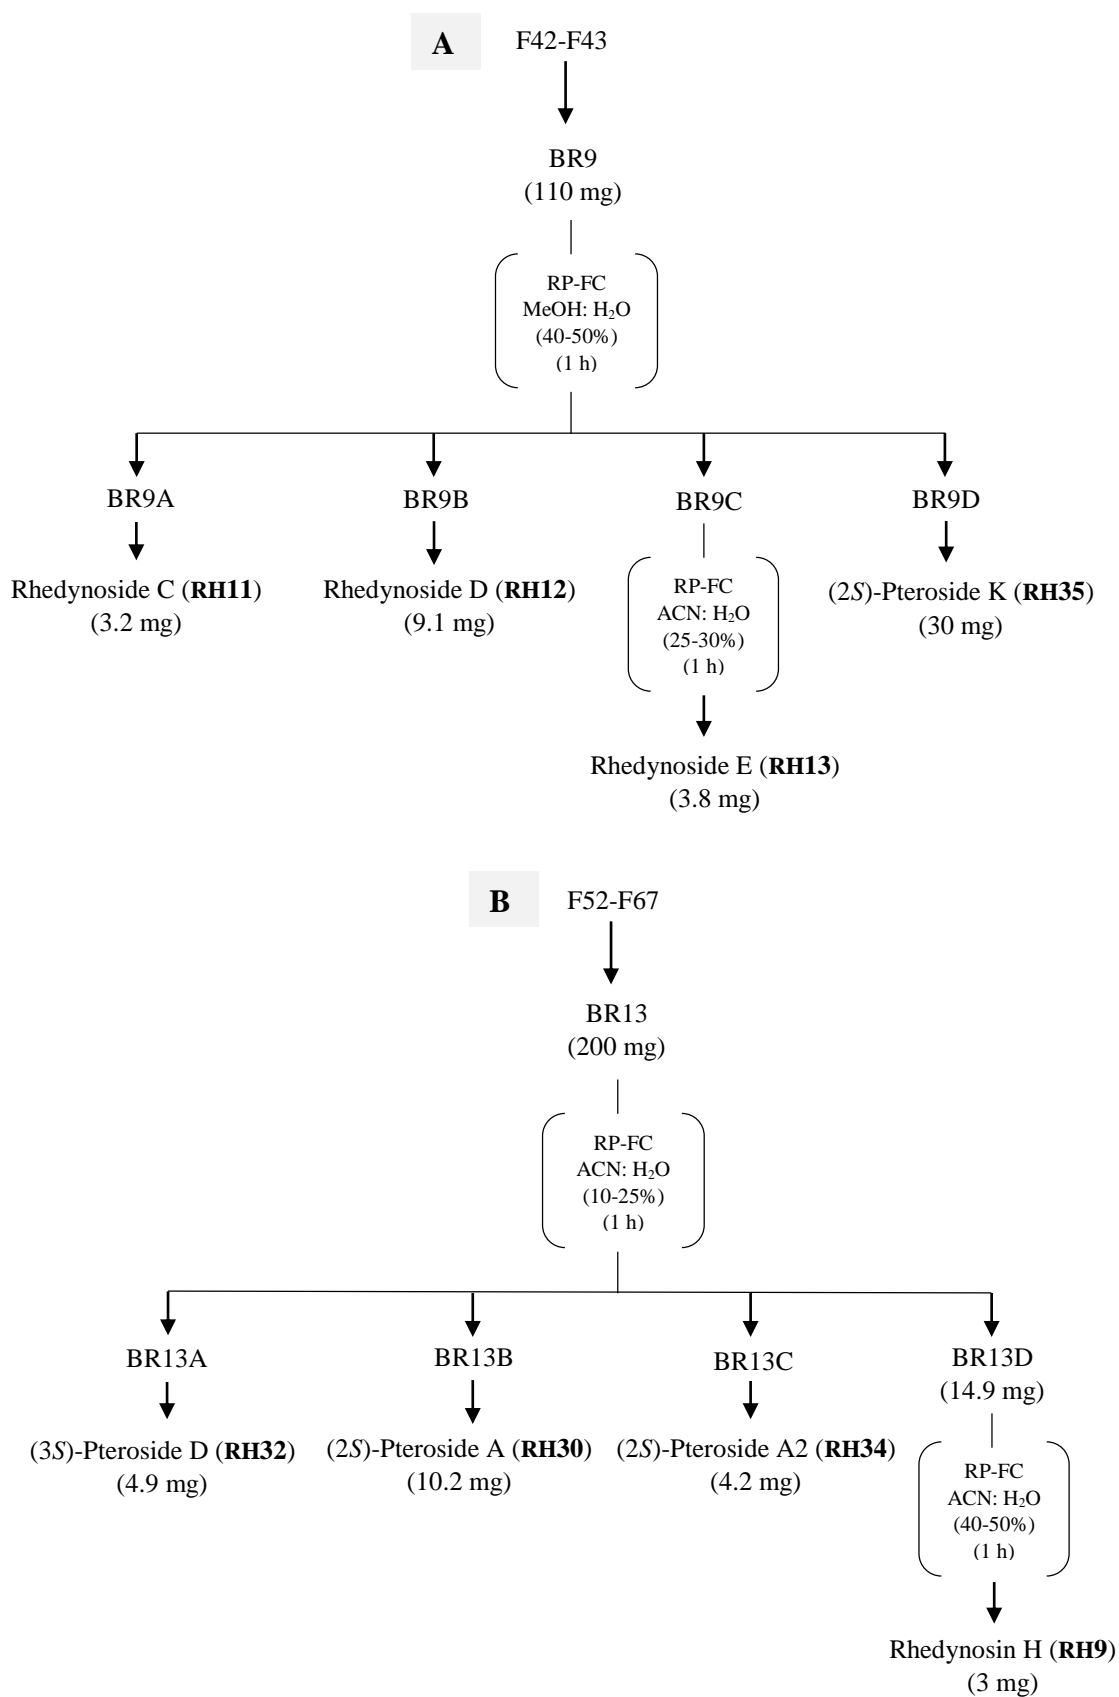 A
F42-F43
BR9
(110 mg)
RP-FC
MeOH: H₂O
(40-50%)
(1 h)
BR9A
BR9B
BR9C
BR9D
Rhedynoside C (RH11)
(3.2 mg)
Rhedynoside D (RH12)
(9.1 mg)
RP-FC
ACN: H₂O
(25-30%)
(1 h)
(2S)-Pteroside K (RH35)
(30 mg)
Rhedynoside E (RH13)
(3.8 mg)
B
F52-F67
BR13
(200 mg)
RP-FC
ACN: H₂O
(10-25%)
(1 h)
BR13A
BR13B
BR13C
BR13D
(14.9 mg)
(3S)-Pteroside D (RH32)
(4.9 mg)
(2S)-Pteroside A (RH30)
(10.2 mg)
(2S)-Pteroside A2 (RH34)
(4.2 mg)
RP-FC
ACN: H₂O
(40-50%)
(1 h)
Rhedynosin H (RH9)
(3 mg)